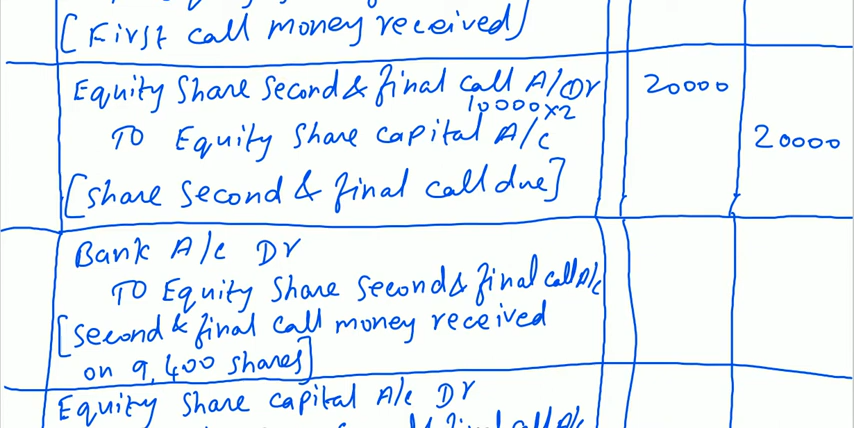 [First call money received]
Equity Share Second & final call A/c Dr 20000
10000x2
TO Equity Share capital A/c 20000
[share second & final call due]
Bank A/c Dr
TO Equity Share Second & final call A/c
[Second & final call money received
on 9,400 shares]
Equity Share capital A/c Dr